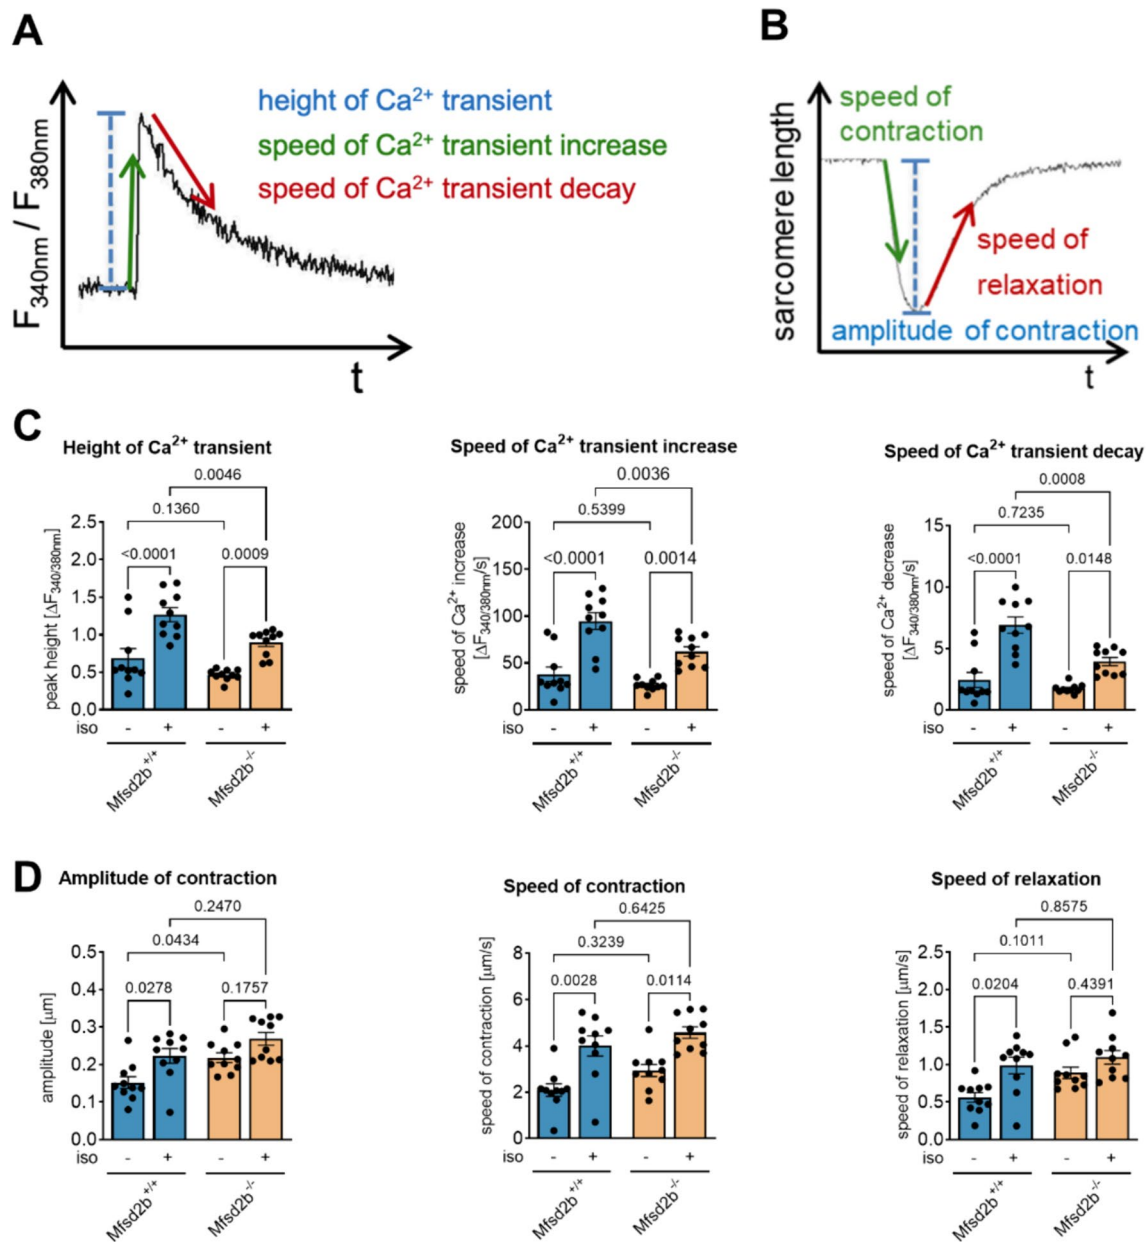 A
F340nm / F380nm
height of Ca²⁺ transient
speed of Ca²⁺ transient increase
speed of Ca²⁺ transient decay
t
B
sarcomere length
speed of
contraction
speed of
relaxation
amplitude of contraction
t
C
Height of Ca²⁺ transient
0.0046
0.1360
<0.0001
0.0009
peak height [ΔF340/380nm]
2.5
2.0
1.5
1.0
0.5
0.0
iso
-
+
-
+
Mfsd2b+/+
Mfsd2b-/-
Speed of Ca²⁺ transient increase
0.0036
0.5399
<0.0001
0.0014
speed of Ca²⁺ increase
[ΔF340/380nm/s]
200
150
100
50
0
iso
-
+
-
+
Mfsd2b+/+
Mfsd2b-/-
Speed of Ca²⁺ transient decay
0.0008
0.7235
<0.0001
0.0148
speed of Ca²⁺ decrease
[ΔF340/380nm/s]
15
10
5
0
iso
-
+
-
+
Mfsd2b+/+
Mfsd2b-/-
D
Amplitude of contraction
0.2470
0.0434
0.0278
0.1757
amplitude [µm]
0.5
0.4
0.3
0.2
0.1
0.0
iso
-
+
-
+
Mfsd2b+/+
Mfsd2b-/-
Speed of contraction
0.6425
0.3239
0.0028
0.0114
speed of contraction [µm/s]
8
6
4
2
0
iso
-
+
-
+
Mfsd2b+/+
Mfsd2b-/-
Speed of relaxation
0.8575
0.1011
0.0204
0.4391
speed of relaxation [µm/s]
2.5
2.0
1.5
1.0
0.5
0.0
iso
-
+
-
+
Mfsd2b+/+
Mfsd2b-/-